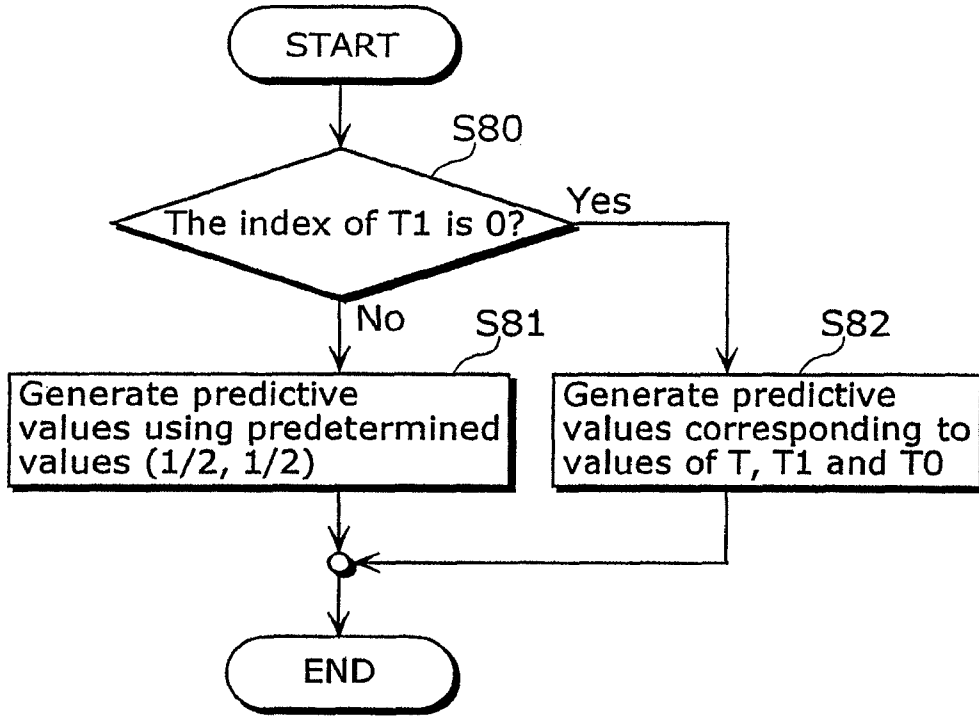 START
S80
The index of T1 is 0?
Yes
No
S81
Generate predictive
values using predetermined
values (1/2, 1/2)
S82
Generate predictive
values corresponding to
values of T, T1 and T0
END